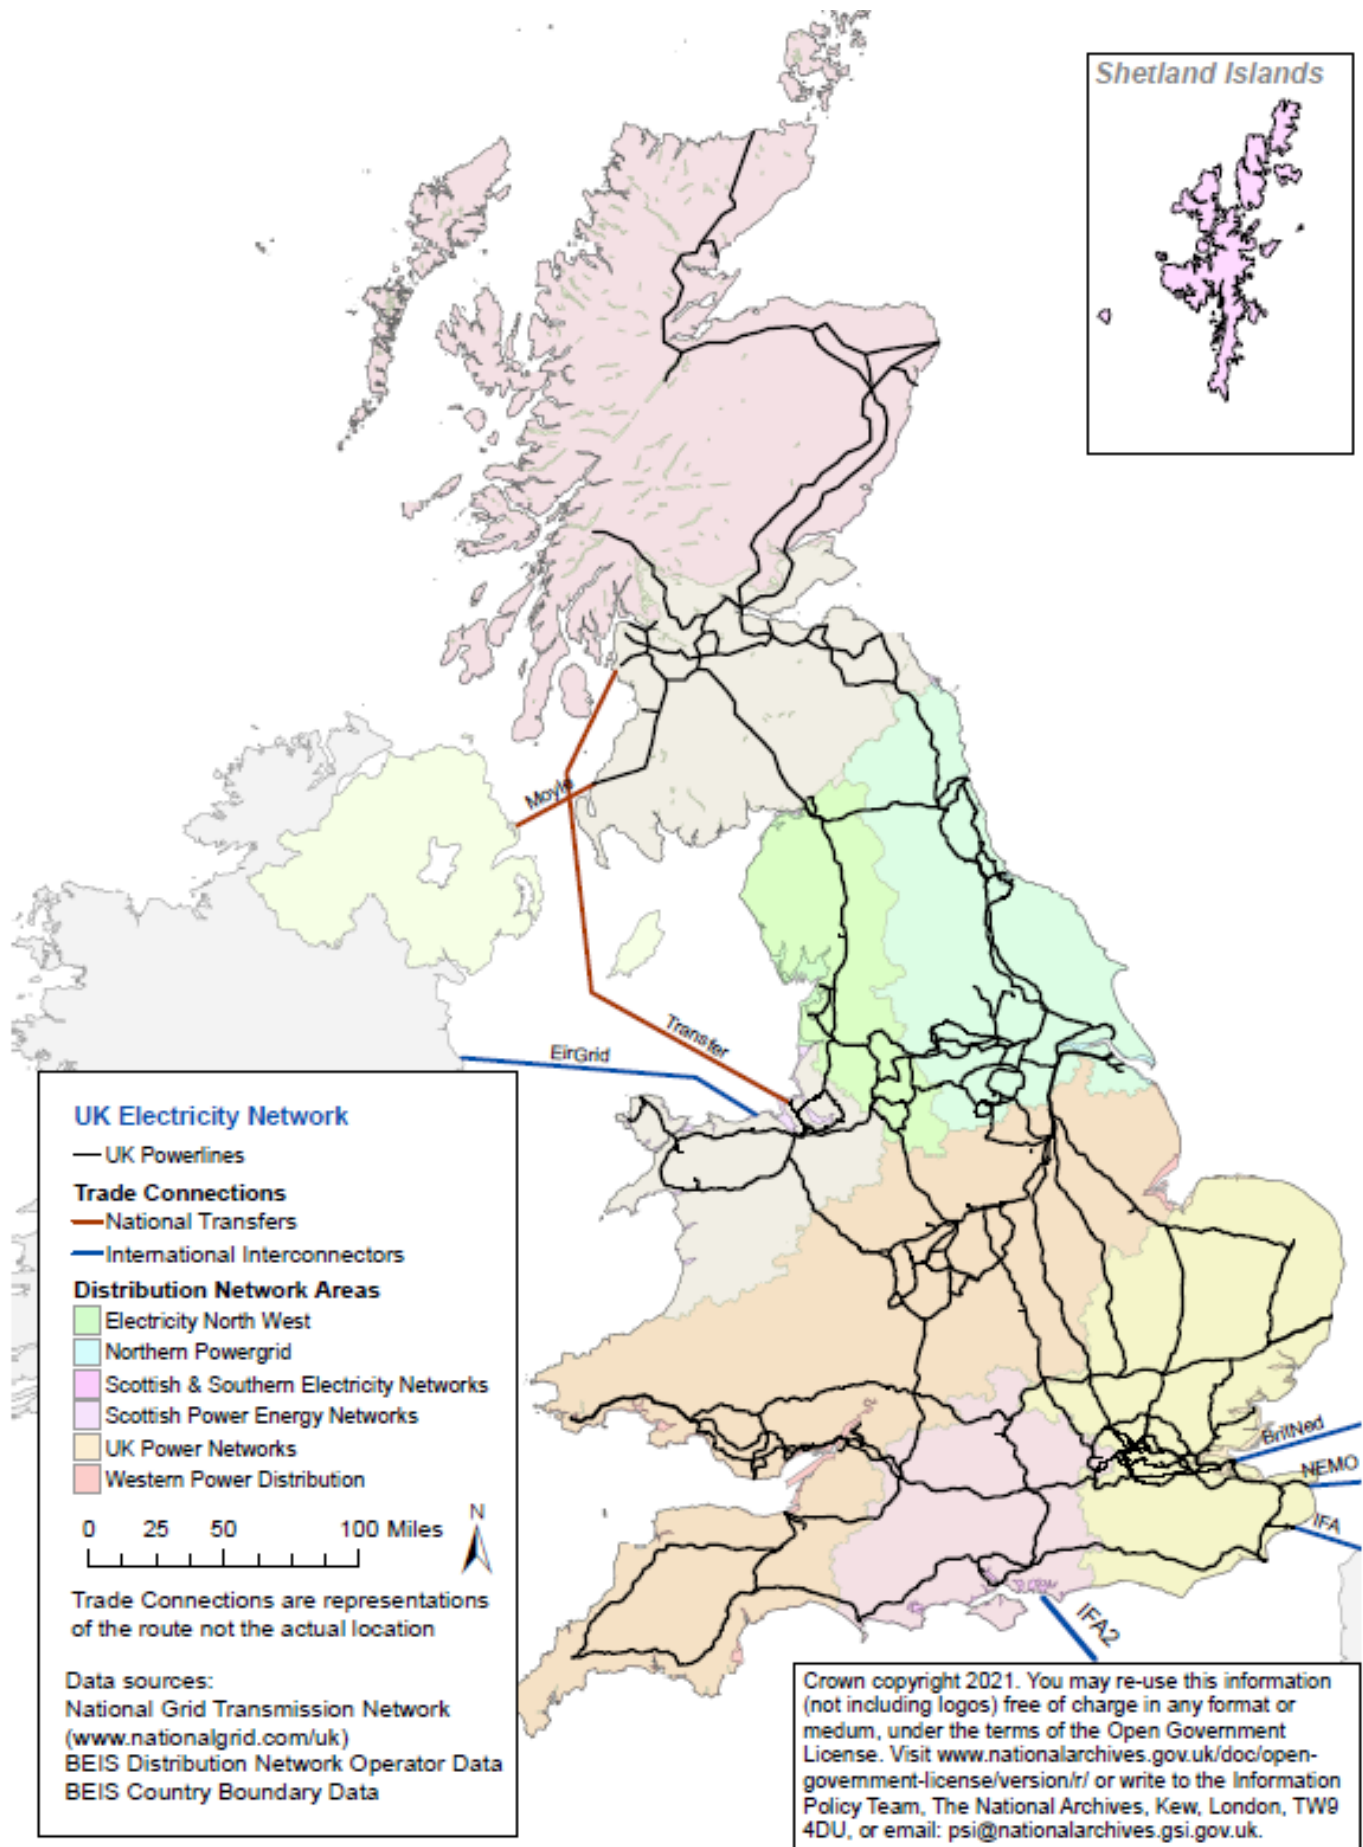 Shetland Islands
Moyle
Transfer
EirGrid
BritNed
NEMO
IFA
IFA2
UK Electricity Network
UK Powerlines
Trade Connections
National Transfers
International Interconnectors
Distribution Network Areas
Electricity North West
Northern Powergrid
Scottish & Southern Electricity Networks
Scottish Power Energy Networks
UK Power Networks
Western Power Distribution
N
0 25 50 100 Miles
Trade Connections are representations
of the route not the actual location
Data sources:
National Grid Transmission Network
(www.nationalgrid.com/uk)
BEIS Distribution Network Operator Data
BEIS Country Boundary Data
Crown copyright 2021. You may re-use this information
(not including logos) free of charge in any format or
medum, under the terms of the Open Government
License. Visit www.nationalarchives.gov.uk/doc/open-
government-license/version/r/ or write to the Information
Policy Team, The National Archives, Kew, London, TW9
4DU, or email: psi@nationalarchives.gsi.gov.uk.